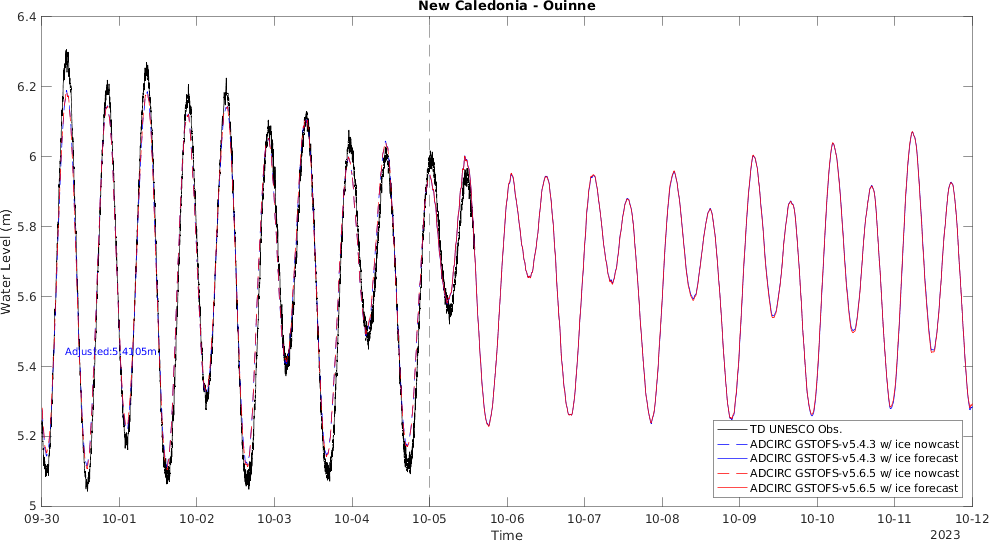 New Caledonia - Ouinne
6.4
6.2
6
5.8
5.6
5.4
5.2
5
Water Level (m)
Adjusted:5.4105m
TD UNESCO Obs.
ADCIRC GSTOFS-v5.4.3 w/ ice nowcast
ADCIRC GSTOFS-v5.4.3 w/ ice forecast
ADCIRC GSTOFS-v5.6.5 w/ ice nowcast
ADCIRC GSTOFS-v5.6.5 w/ ice forecast
09-30 10-01 10-02 10-03 10-04 10-05 10-06 10-07 10-08 10-09 10-10 10-11 10-12
Time
2023